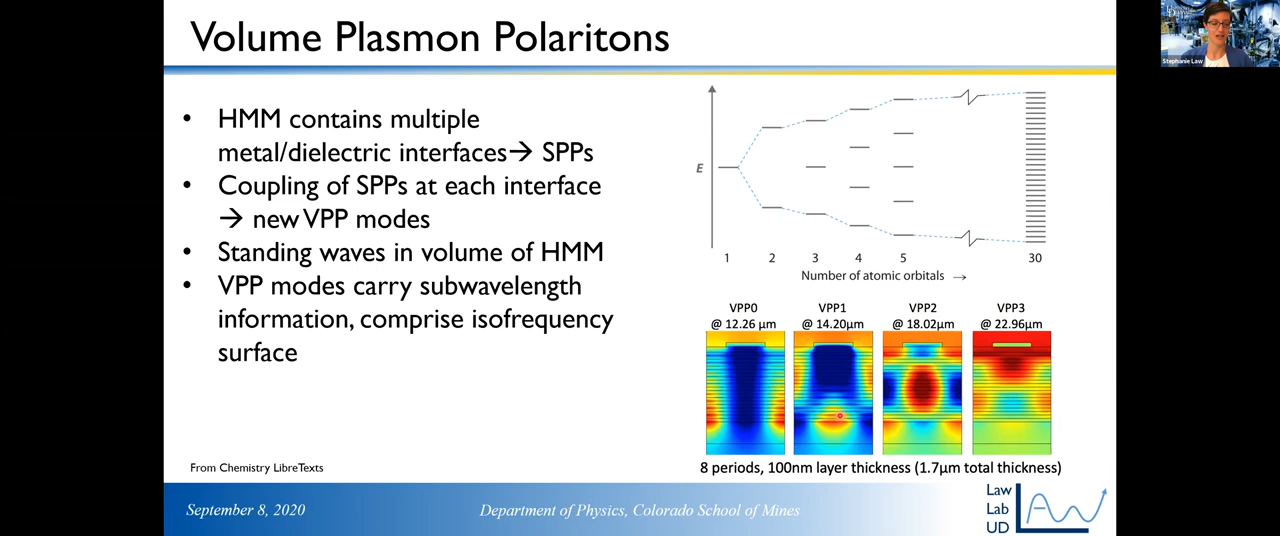 Volume Plasmon Polaritons
• HMM contains multiple
metal/dielectric interfaces→ SPPs
• Coupling of SPPs at each interface
→ new VPP modes
• Standing waves in volume of HMM
• VPP modes carry subwavelength
information, comprise isofrequency
surface
From Chemistry LibreTexts
E
1 2 3 4 5 30
Number of atomic orbitals →
VPP0 VPP1 VPP2 VPP3
@ 12.26 μm @ 14.20μm @ 18.02μm @ 22.96μm
8 periods, 100nm layer thickness (1.7μm total thickness)
September 8, 2020
Department of Physics, Colorado School of Mines
Law
Lab
UD
Stephanie Law